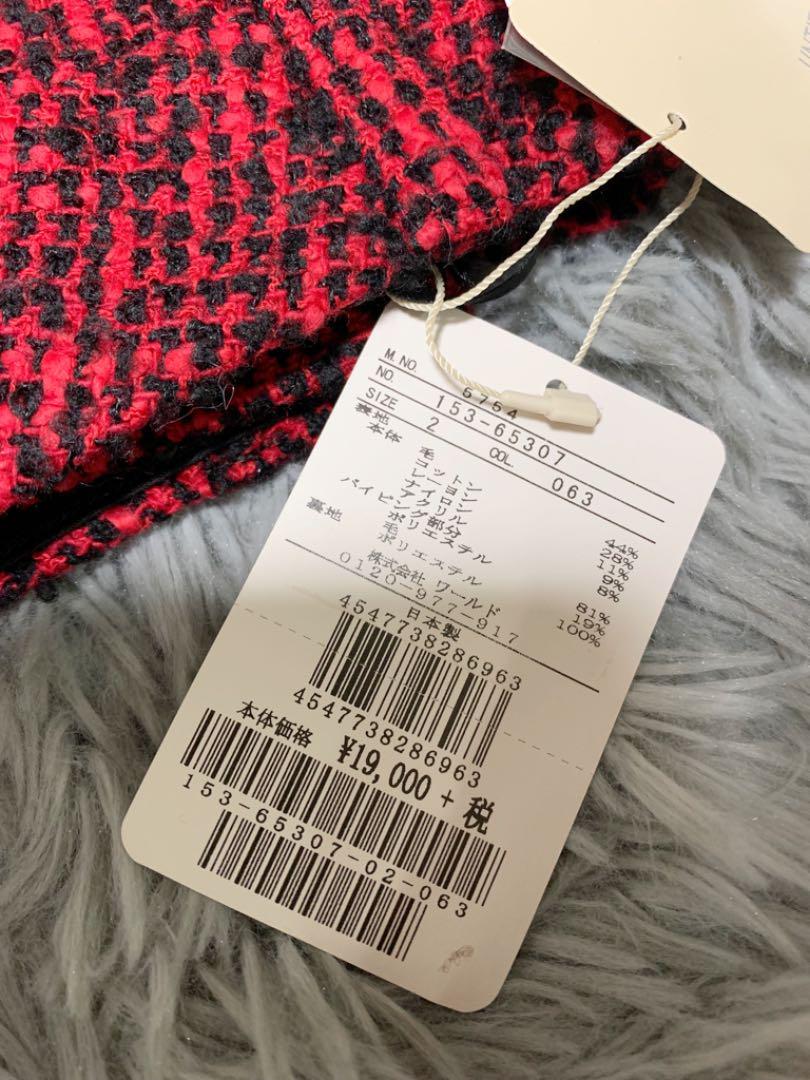 M. NO. 6764
NO. 153-65307
SIZE 2 COL. 063
表地
本体 毛 44%
コットン 28%
レーヨン 11%
ナイロン 9%
アクリル 8%
パイピング部分
ポリエステル 81%
毛 19%
裏地 ポリエステル 100%
株式会社 ワールド
0120-977-917
日本製
4547738286963
4547738286963
本体価格 ¥19,000 + 税
153-65307-02-063